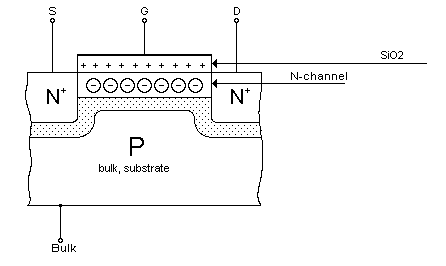 S G D
+ + + + + + + + + +
SiO2
N-channel
N+ − − − − − − − N+
P
bulk, substrate
Bulk